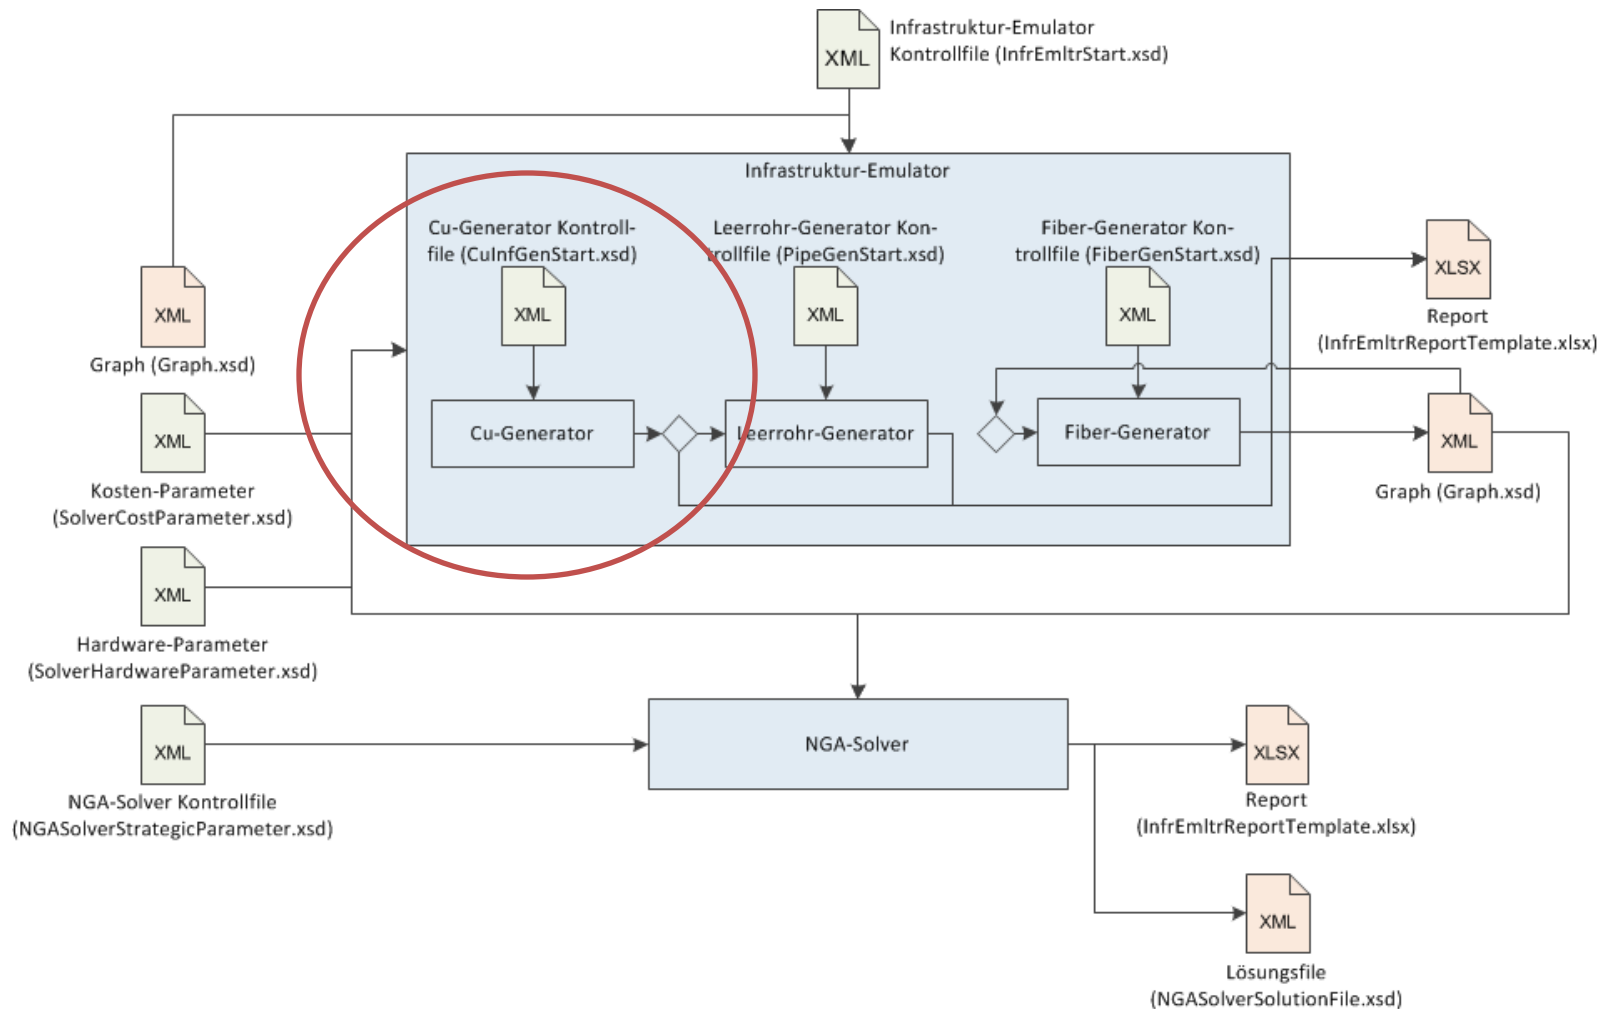 Infrastruktur-Emulator
Kontrollfile (InfrEmltrStart.xsd)
XML
Infrastruktur-Emulator
Cu-Generator Kontroll-
file (CuInfGenStart.xsd)
XML
Cu-Generator
Leerrohr-Generator Kon-
trollfile (PipeGenStart.xsd)
XML
Leerrohr-Generator
Fiber-Generator Kon-
trollfile (FiberGenStart.xsd)
XML
Fiber-Generator
XLSX
Report
(InfrEmltrReportTemplate.xlsx)
XML
Graph (Graph.xsd)
XML
Graph (Graph.xsd)
XML
Kosten-Parameter
(SolverCostParameter.xsd)
XML
Hardware-Parameter
(SolverHardwareParameter.xsd)
XML
NGA-Solver Kontrollfile
(NGASolverStrategicParameter.xsd)
NGA-Solver
XLSX
Report
(InfrEmltrReportTemplate.xlsx)
XML
Lösungsfile
(NGASolverSolutionFile.xsd)